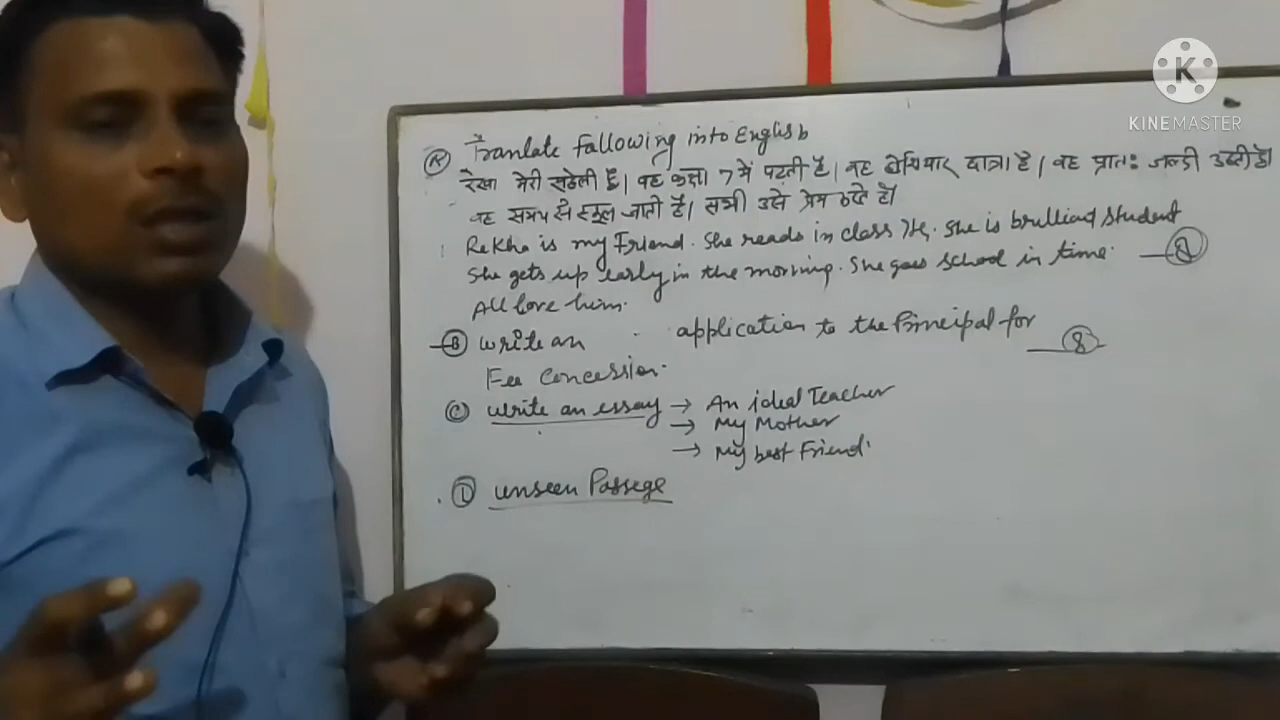 KINEMASTER
(A) Tranlate Following into English
रेखा मेरी सहेली है। वह कक्षा 7 में पढ़ती है। वह होशियार छात्रा है। वह प्रातः जल्दी उठती है।
वह समय से स्कूल जाती है। सभी उसे प्रेम करते हैं।
Rekha is my Friend. She reads in class 7th. She is brilliant student
She gets up early in the morning. She goes school in time. 8
All love him.
(B) write an application to the Principal for 8
Fee concession.
(C) write an essay → An ideal Teacher
→ My Mother
→ My best Friend
(D) unseen Passege